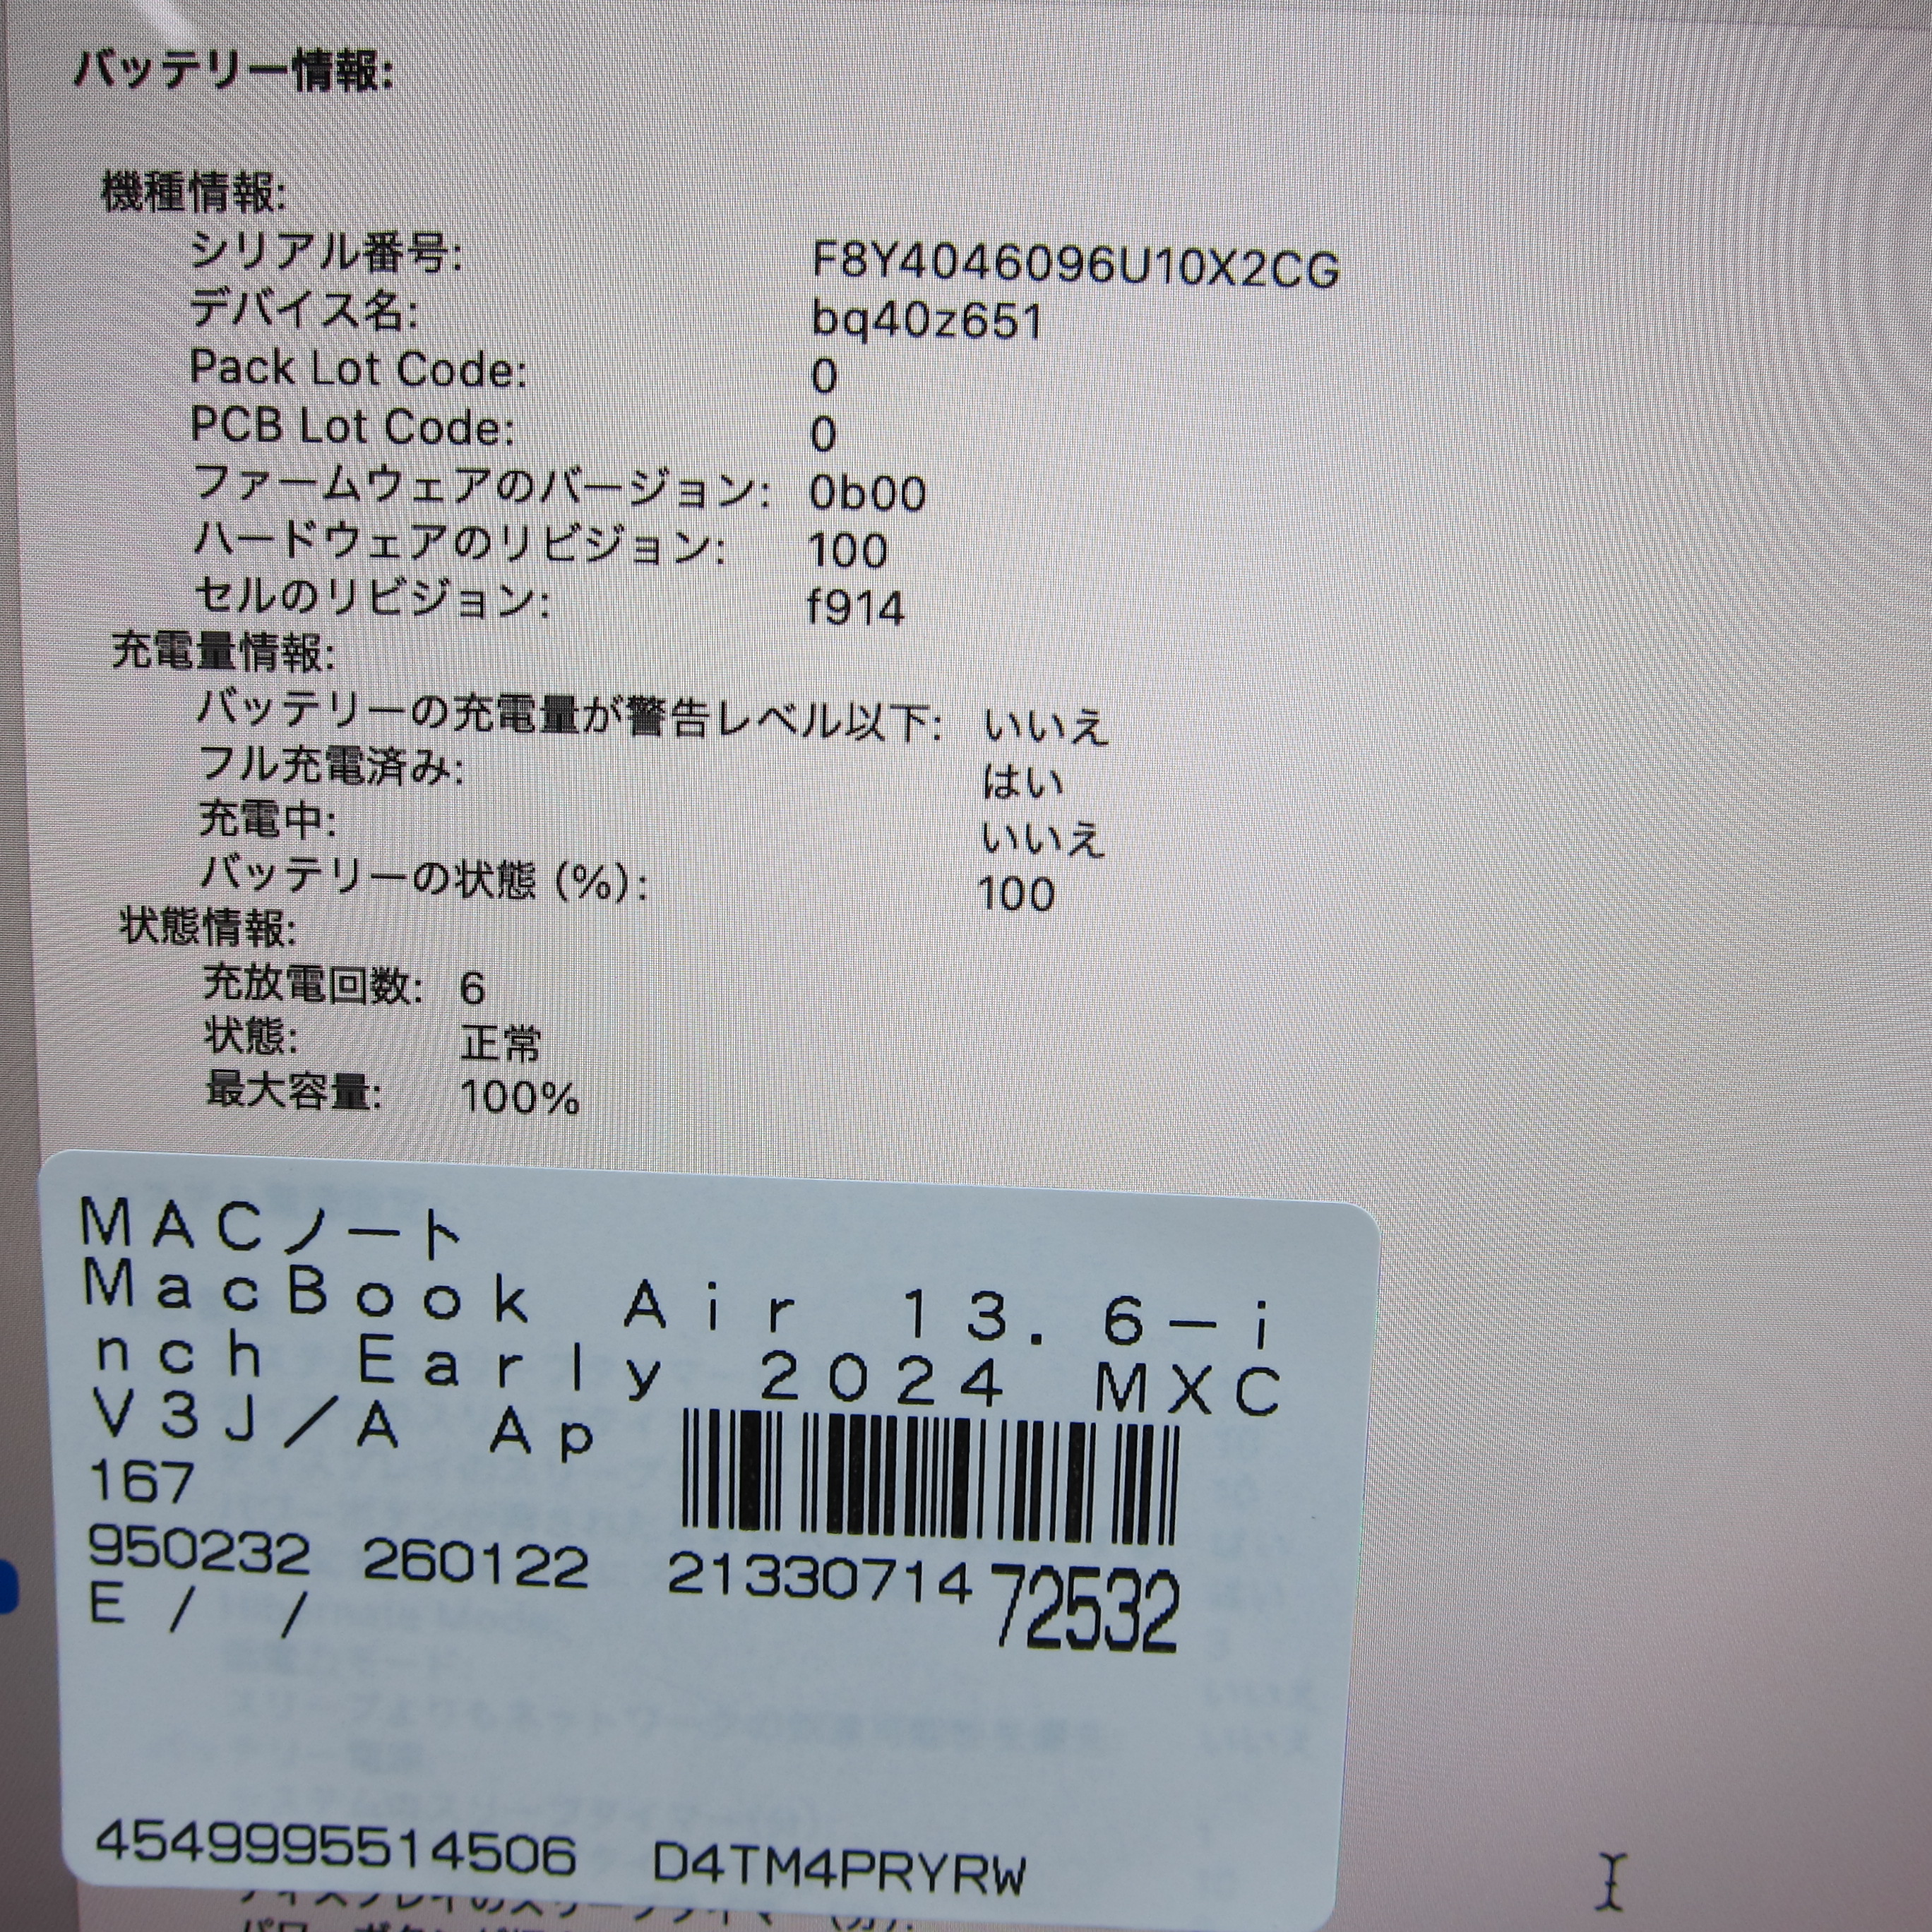 バッテリー情報:
機種情報:
シリアル番号: F8Y4046096U10X2CG
デバイス名: bq40z651
Pack Lot Code: 0
PCB Lot Code: 0
ファームウェアのバージョン: 0b00
ハードウェアのリビジョン: 100
セルのリビジョン: f914
充電量情報:
バッテリーの充電量が警告レベル以下: いいえ
フル充電済み: はい
充電中: いいえ
バッテリーの状態 (%): 100
状態情報:
充放電回数: 6
状態: 正常
最大容量: 100%
MACノート
MacBook Air 13.6-i
nch Early 2024 MXC
V3J/A Ap
167
950232 260122 21330714 72532
E / /
4549995514506 D4TM4PRYRW